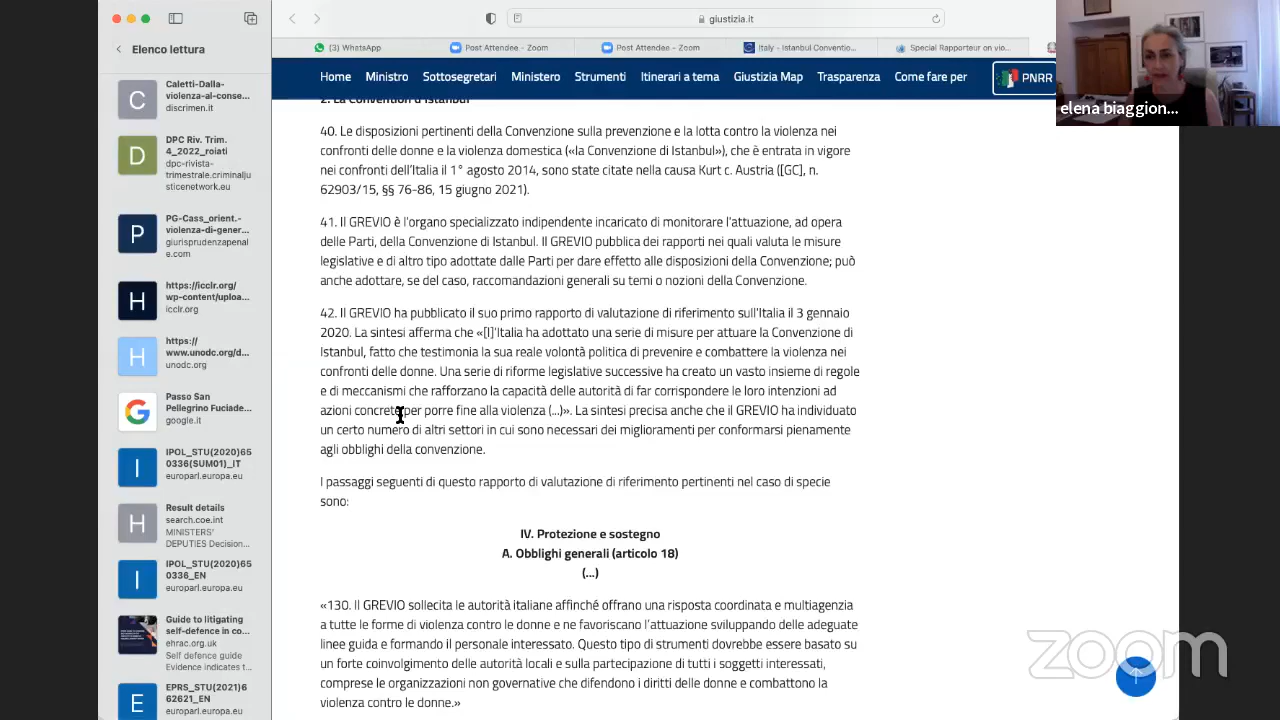 Elenco lettura
C
Caletti-Dalla-
violenza-al-conse...
discrimen.it
D
DPC Riv. Trim.
4_2022_roiati
dpc-rivista-
trimestrale.criminalju
sticenetwork.eu
P
PG-Cass_orient.-
violenza-di-gener...
giurisprudenzapenal
e.com
H
https://icclr.org/
wp-content/uploa...
icclr.org
H
https://
www.unodc.org/d...
unodc.org
Passo San
Pellegrino Fuciade...
google.it
I
IPOL_STU(2020)65
0336(SUM01)_IT
europarl.europa.eu
H
Result details
search.coe.int
MINISTERS'
DEPUTIES Decision...
I
IPOL_STU(2020)65
0336_EN
europarl.europa.eu
Guide to litigating
self-defence in co...
ehrac.org.uk
Self defence guide
Evidence indicates t...
E
EPRS_STU(2021)6
62621_EN
europarl.europa.eu
giustizia.it
(3) WhatsApp
Post Attendee - Zoom
Post Attendee - Zoom
Italy - Istanbul Conventio...
Special Rapporteur on vio...
Home Ministro Sottosegretari Ministero Strumenti Itinerari a tema Giustizia Map Trasparenza Come fare per PNRR
elena biaggion...
2. La Convention d'Istanbul
40. Le disposizioni pertinenti della Convenzione sulla prevenzione e la lotta contro la violenza nei
confronti delle donne e la violenza domestica («la Convenzione di Istanbul»), che è entrata in vigore
nei confronti dell'Italia il 1° agosto 2014, sono state citate nella causa Kurt c. Austria ([GC], n.
62903/15, §§ 76-86, 15 giugno 2021).
41. Il GREVIO è l'organo specializzato indipendente incaricato di monitorare l'attuazione, ad opera
delle Parti, della Convenzione di Istanbul. Il GREVIO pubblica dei rapporti nei quali valuta le misure
legislative e di altro tipo adottate dalle Parti per dare effetto alle disposizioni della Convenzione; può
anche adottare, se del caso, raccomandazioni generali su temi o nozioni della Convenzione.
42. Il GREVIO ha pubblicato il suo primo rapporto di valutazione di riferimento sull'Italia il 3 gennaio
2020. La sintesi afferma che «[l]'Italia ha adottato una serie di misure per attuare la Convenzione di
Istanbul, fatto che testimonia la sua reale volontà politica di prevenire e combattere la violenza nei
confronti delle donne. Una serie di riforme legislative successive ha creato un vasto insieme di regole
e di meccanismi che rafforzano la capacità delle autorità di far corrispondere le loro intenzioni ad
azioni concrete per porre fine alla violenza (...)». La sintesi precisa anche che il GREVIO ha individuato
un certo numero di altri settori in cui sono necessari dei miglioramenti per conformarsi pienamente
agli obblighi della convenzione.
I passaggi seguenti di questo rapporto di valutazione di riferimento pertinenti nel caso di specie
sono:
IV. Protezione e sostegno
A. Obblighi generali (articolo 18)
(...)
«130. Il GREVIO sollecita le autorità italiane affinché offrano una risposta coordinata e multiagenzia
a tutte le forme di violenza contro le donne e ne favoriscano l'attuazione sviluppando delle adeguate
linee guida e formando il personale interessato. Questo tipo di strumenti dovrebbe essere basato su
un forte coinvolgimento delle autorità locali e sulla partecipazione di tutti i soggetti interessati,
comprese le organizzazioni non governative che difendono i diritti delle donne e combattono la
violenza contro le donne.»
zoom